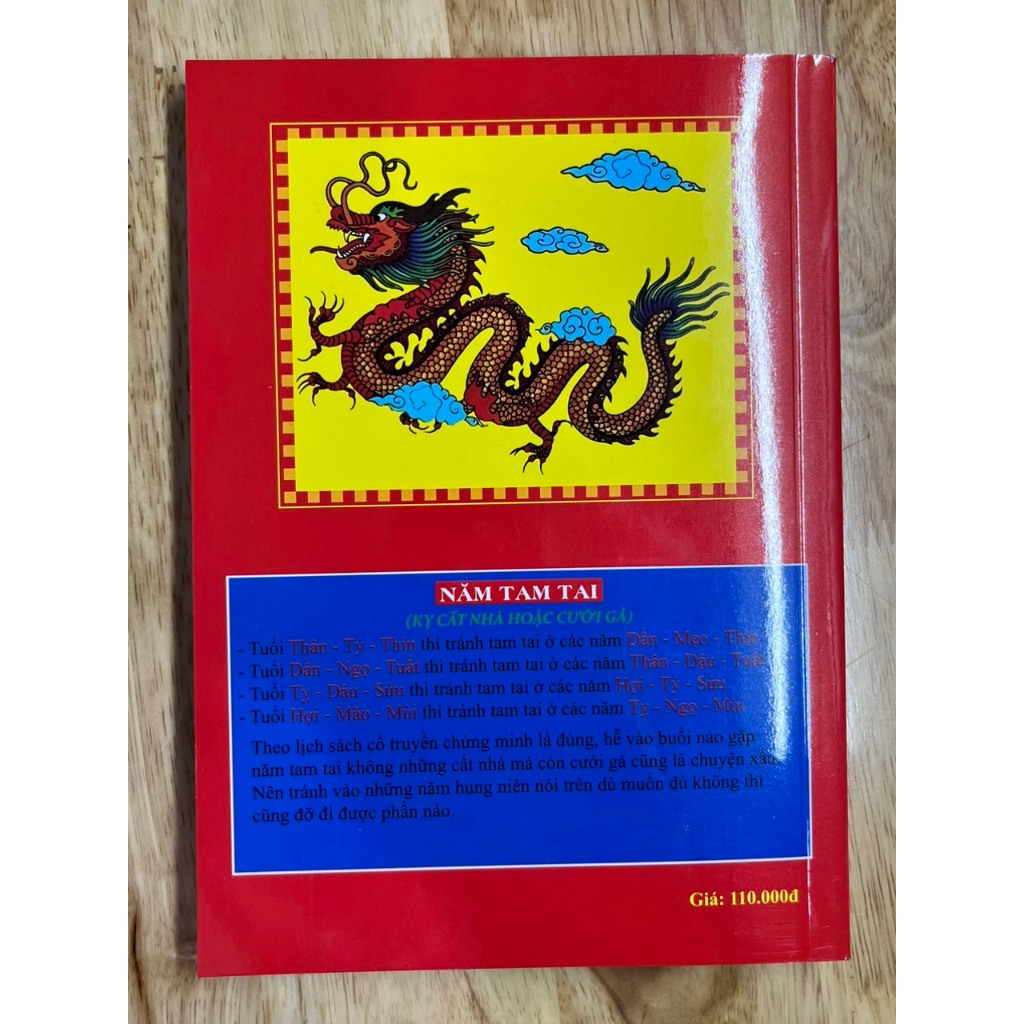 NĂM TAM TAI
(KỴ CẤT NHÀ HOẶC CƯỚI GẢ)
- Tuổi Thân - Tý - Thìn thì tránh tam tai ở các năm Dần - Mẹo - Thìn
- Tuổi Dần - Ngọ - Tuất thì tránh tam tai ở các năm Thân - Dậu - Tuất
- Tuổi Tỵ - Dậu - Sửu thì tránh tam tai ở các năm Hợi - Tý - Sửu
- Tuổi Hợi - Mão - Mùi thì tránh tam tai ở các năm Tỵ - Ngọ - Mùi
Theo lịch sách cổ truyền chứng minh là đúng, hễ vào buổi nào gặp
năm tam tai không những cất nhà mà còn cưới gả cũng là chuyện xấu.
Nên tránh vào những năm hung niên nói trên dù muốn dù không thì
cũng đỡ đi được phần nào.
Giá: 110.000đ